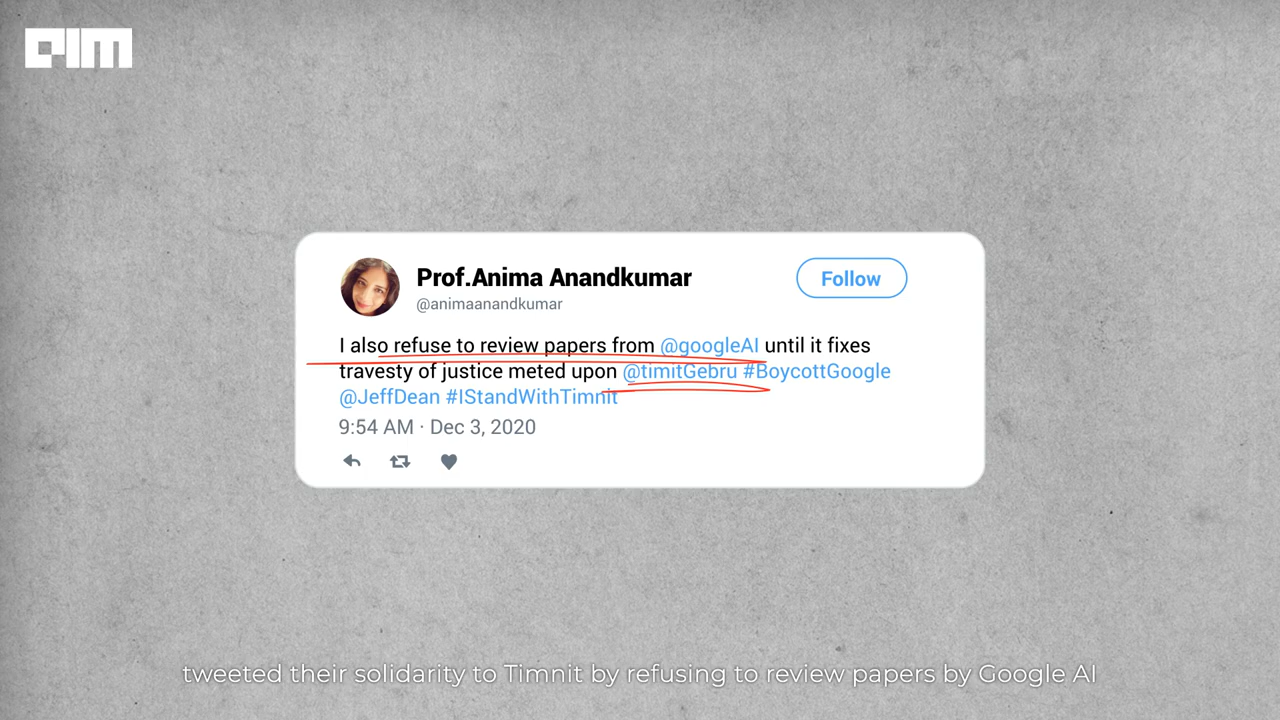 AIM
Prof.Anima Anandkumar
Follow
@animaanandkumar
I also refuse to review papers from @googleAI until it fixes
travesty of justice meted upon @timitGebru #BoycottGoogle
@JeffDean #IStandWithTimnit
9:54 AM · Dec 3, 2020
tweeted their solidarity to Timnit by refusing to review papers by Google AI